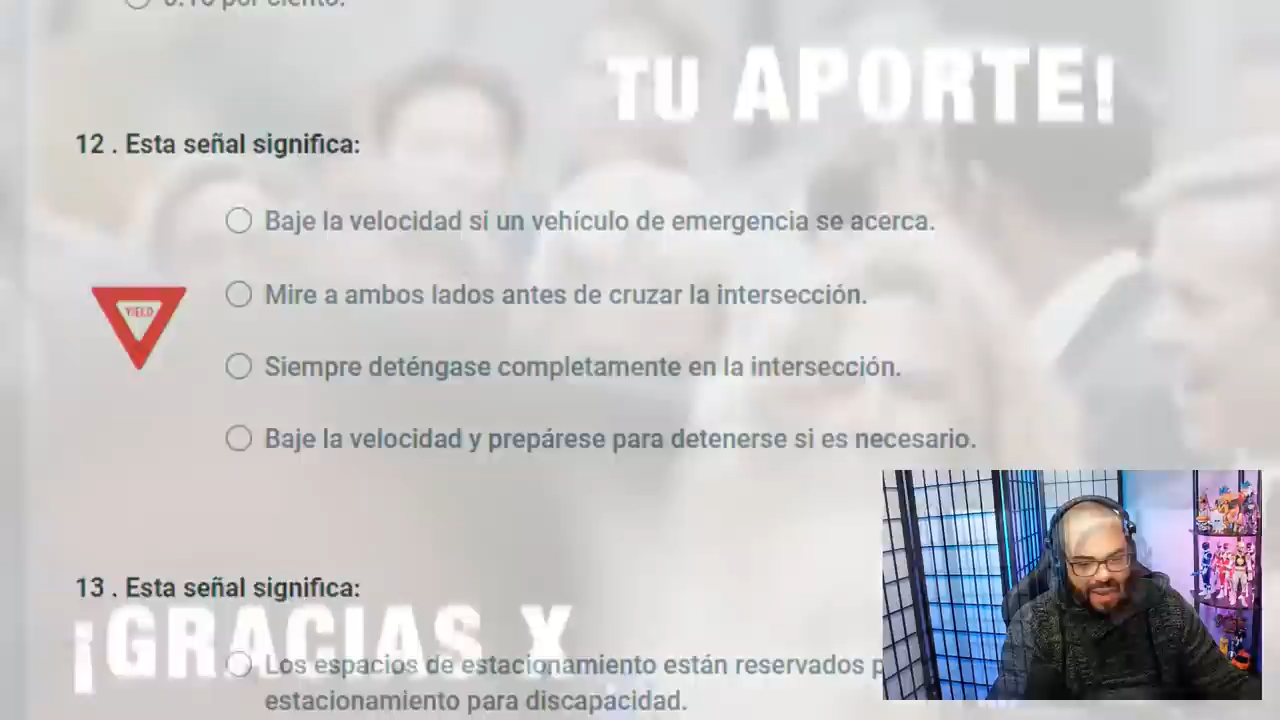 TU APORTE!
12 . Esta señal significa:
Baje la velocidad si un vehículo de emergencia se acerca.
Mire a ambos lados antes de cruzar la intersección.
YIELD
Siempre deténgase completamente en la intersección.
Baje la velocidad y prepárese para detenerse si es necesario.
13 . Esta señal significa:
¡GRACIAS X
Los espacios de estacionamiento están reservados
estacionamiento para discapacidad.